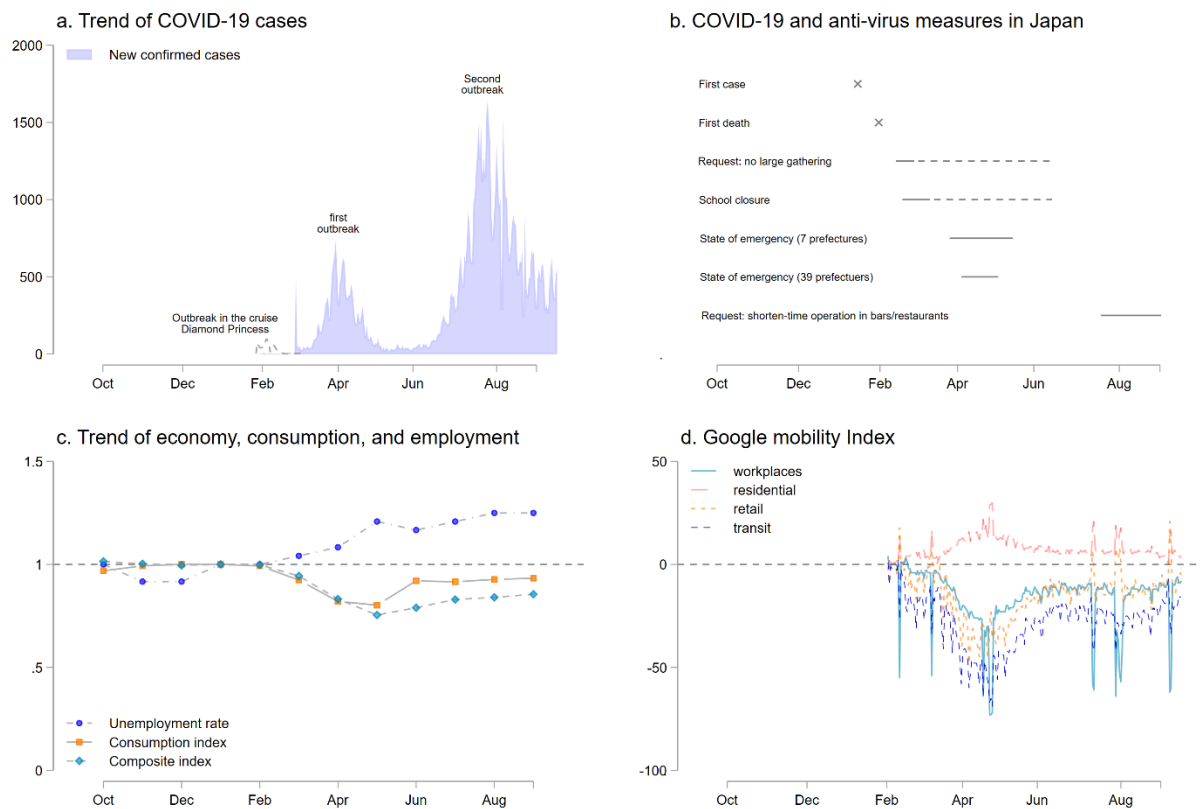 a. Trend of COVID-19 cases
2000
1500
1000
500
0
New confirmed cases
Second
outbreak
first
outbreak
Outbreak in the cruise
Diamond Princess
Oct Dec Feb Apr Jun Aug
b. COVID-19 and anti-virus measures in Japan
First case
First death
Request: no large gathering
School closure
State of emergency (7 prefectures)
State of emergency (39 prefectuers)
Request: shorten-time operation in bars/restaurants
Oct Dec Feb Apr Jun Aug
c. Trend of economy, consumption, and employment
1.5
1
.5
0
Unemployment rate
Consumption index
Composite index
Oct Dec Feb Apr Jun Aug
d. Google mobility Index
50
0
-50
-100
workplaces
residential
retail
transit
Oct Dec Feb Apr Jun Aug